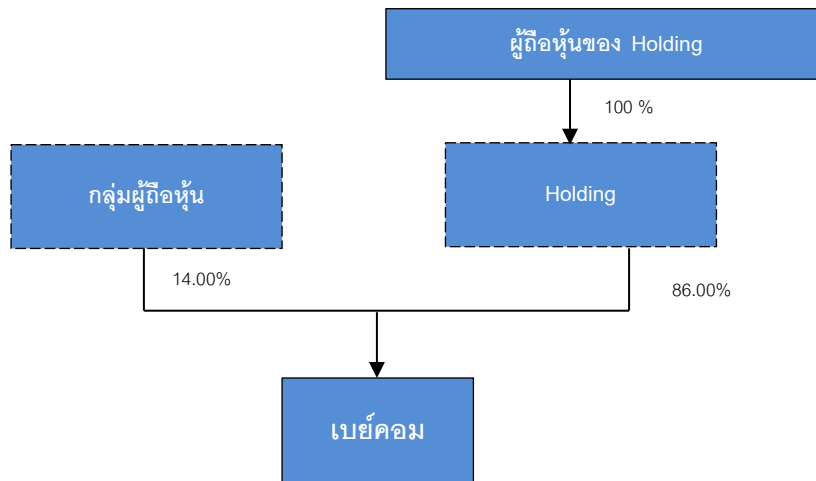 ผู้ถือหุ้นของ Holding
100 %
กลุ่มผู้ถือหุ้น
Holding
14.00%
86.00%
เบย์คอม